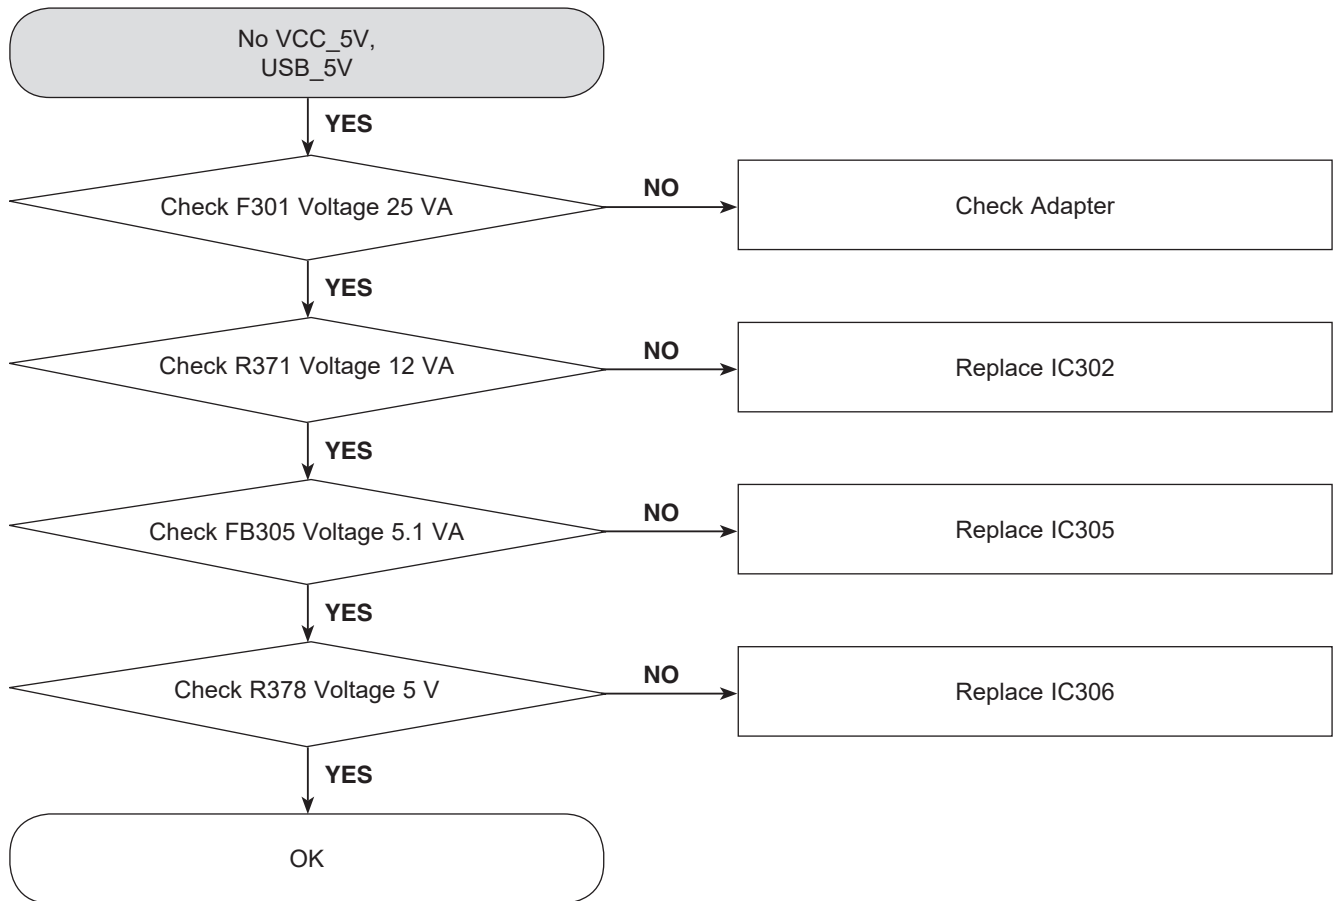 No VCC_5V,
USB_5V
YES
Check F301 Voltage 25 VA
NO
Check Adapter
YES
Check R371 Voltage 12 VA
NO
Replace IC302
YES
Check FB305 Voltage 5.1 VA
NO
Replace IC305
YES
Check R378 Voltage 5 V
NO
Replace IC306
YES
OK